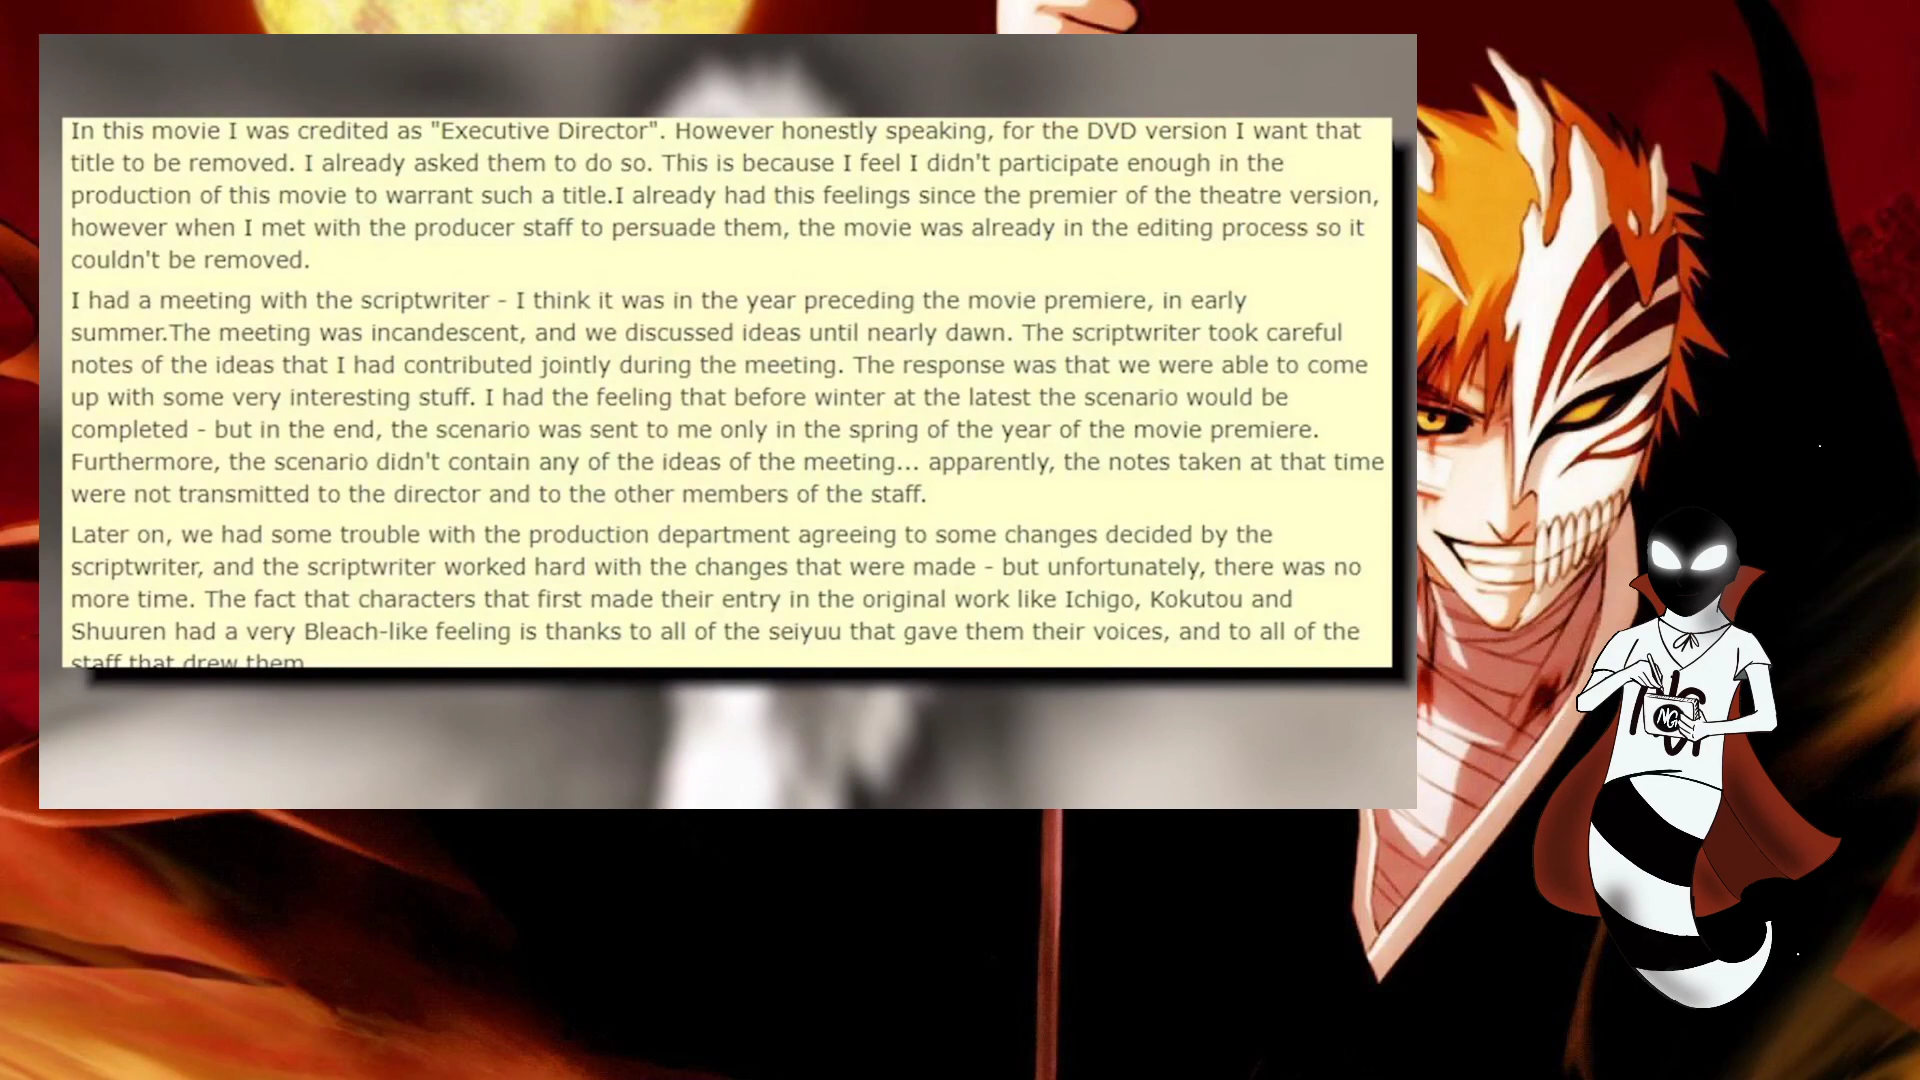 In this movie I was credited as "Executive Director". However honestly speaking, for the DVD version I want that
title to be removed. I already asked them to do so. This is because I feel I didn't participate enough in the
production of this movie to warrant such a title.I already had this feelings since the premier of the theatre version,
however when I met with the producer staff to persuade them, the movie was already in the editing process so it
couldn't be removed.
I had a meeting with the scriptwriter - I think it was in the year preceding the movie premiere, in early
summer.The meeting was incandescent, and we discussed ideas until nearly dawn. The scriptwriter took careful
notes of the ideas that I had contributed jointly during the meeting. The response was that we were able to come
up with some very interesting stuff. I had the feeling that before winter at the latest the scenario would be
completed - but in the end, the scenario was sent to me only in the spring of the year of the movie premiere.
Furthermore, the scenario didn't contain any of the ideas of the meeting... apparently, the notes taken at that time
were not transmitted to the director and to the other members of the staff.
Later on, we had some trouble with the production department agreeing to some changes decided by the
scriptwriter, and the scriptwriter worked hard with the changes that were made - but unfortunately, there was no
more time. The fact that characters that first made their entry in the original work like Ichigo, Kokutou and
Shuuren had a very Bleach-like feeling is thanks to all of the seiyuu that gave them their voices, and to all of the
staff that drew them
NG